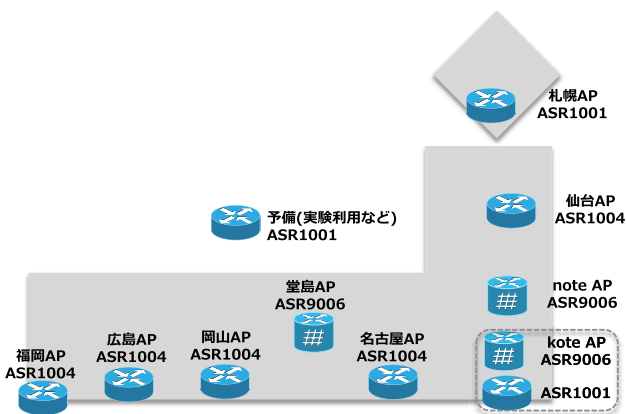 札幌AP
ASR1001
仙台AP
ASR1004
予備(実験利用など)
ASR1001
note AP
ASR9006
堂島AP
ASR9006
kote AP
ASR9006
ASR1001
福岡AP
ASR1004
広島AP
ASR1004
岡山AP
ASR1004
名古屋AP
ASR1004